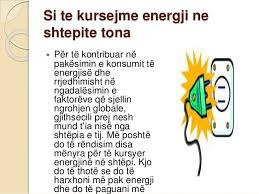 Si te kursejme energji ne
shtepite tona
Për të kontribuar në
pakësimin e konsumit të
energjisë dhe
rrjedhimisht në
ngadalësimin e
faktorëve që sjellin
ngrohjen globale,
gjithsecili prej nesh
mund t'ia nisë nga
shtëpia e tij. Më poshtë
do të rëndisim disa
mënyra për të kursyer
energjinë në shtëpi. Kjo
do të thotë se do të
harxhoni më pak energji
dhe do të paguani më